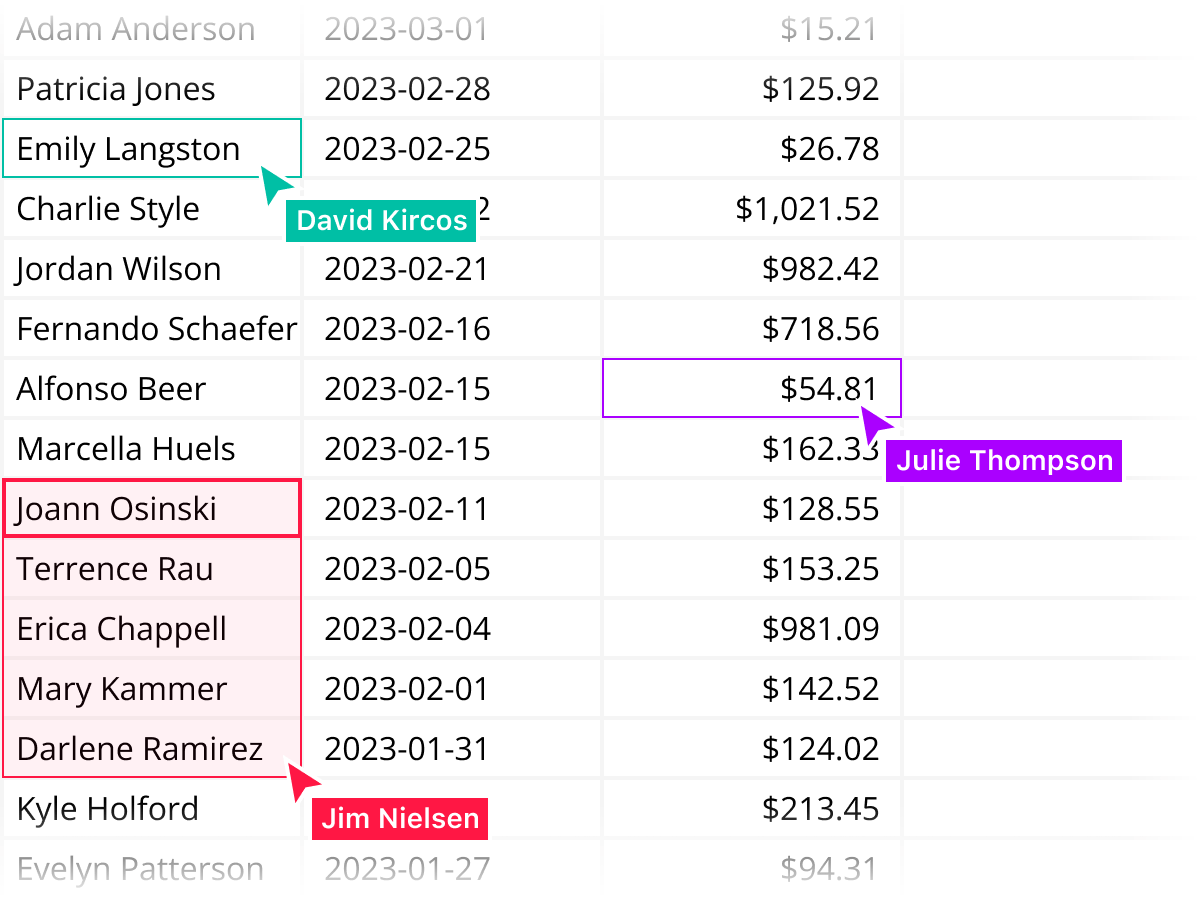 Adam Anderson 2023-03-01 $15.21
Patricia Jones 2023-02-28 $125.92
Emily Langston 2023-02-25 $26.78
Charlie Style 2 $1,021.52
David Kircos
Jordan Wilson 2023-02-21 $982.42
Fernando Schaefer 2023-02-16 $718.56
Alfonso Beer 2023-02-15 $54.81
Marcella Huels 2023-02-15 $162.33
Julie Thompson
Joann Osinski 2023-02-11 $128.55
Terrence Rau 2023-02-05 $153.25
Erica Chappell 2023-02-04 $981.09
Mary Kammer 2023-02-01 $142.52
Darlene Ramirez 2023-01-31 $124.02
Kyle Holford $213.45
Jim Nielsen
Evelyn Patterson 2023-01-27 $94.31